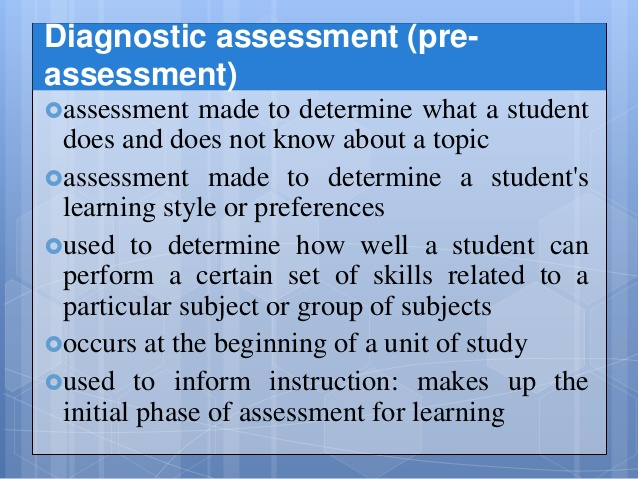 Diagnostic assessment (pre-
assessment)
assessment made to determine what a student
does and does not know about a topic
assessment made to determine a student's
learning style or preferences
used to determine how well a student can
perform a certain set of skills related to a
particular subject or group of subjects
occurs at the beginning of a unit of study
used to inform instruction: makes up the
initial phase of assessment for learning